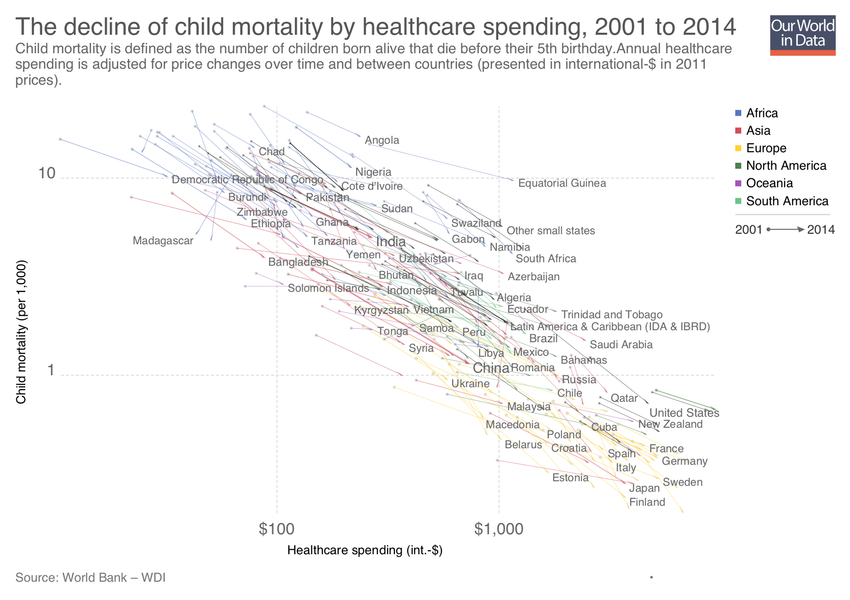 The decline of child mortality by healthcare spending, 2001 to 2014
Our World
in Data
Child mortality is defined as the number of children born alive that die before their 5th birthday.Annual healthcare
spending is adjusted for price changes over time and between countries (presented in international-$ in 2011
prices).
Africa
Asia
Europe
North America
Oceania
South America
2001
2014
Child mortality (per 1,000)
10
1
Angola
Chad
Nigeria
Equatorial Guinea
Democratic Republic of Congo
Cote d'Ivoire
Burundi
Pakistan
Sudan
Zimbabwe
Ethiopia
Ghana
Swaziland
Other small states
Madagascar
Tanzania
India
Gabon
Namibia
Yemen
Uzbekistan
South Africa
Bangladesh
Bhutan
Iraq
Azerbaijan
Solomon Islands
Indonesia
Tuvalu
Algeria
Kyrgyzstan
Vietnam
Ecuador
Trinidad and Tobago
Tonga
Samoa
Peru
Latin America & Caribbean (IDA & IBRD)
Brazil
Saudi Arabia
Syria
Libya
Mexico
Bahamas
China
Romania
Ukraine
Russia
Chile
Qatar
Malaysia
United States
Macedonia
Cuba
New Zealand
Poland
Belarus
Croatia
Spain
France
Italy
Germany
Estonia
Japan
Sweden
Finland
$100
$1,000
Healthcare spending (int.-$)
Source: World Bank – WDI